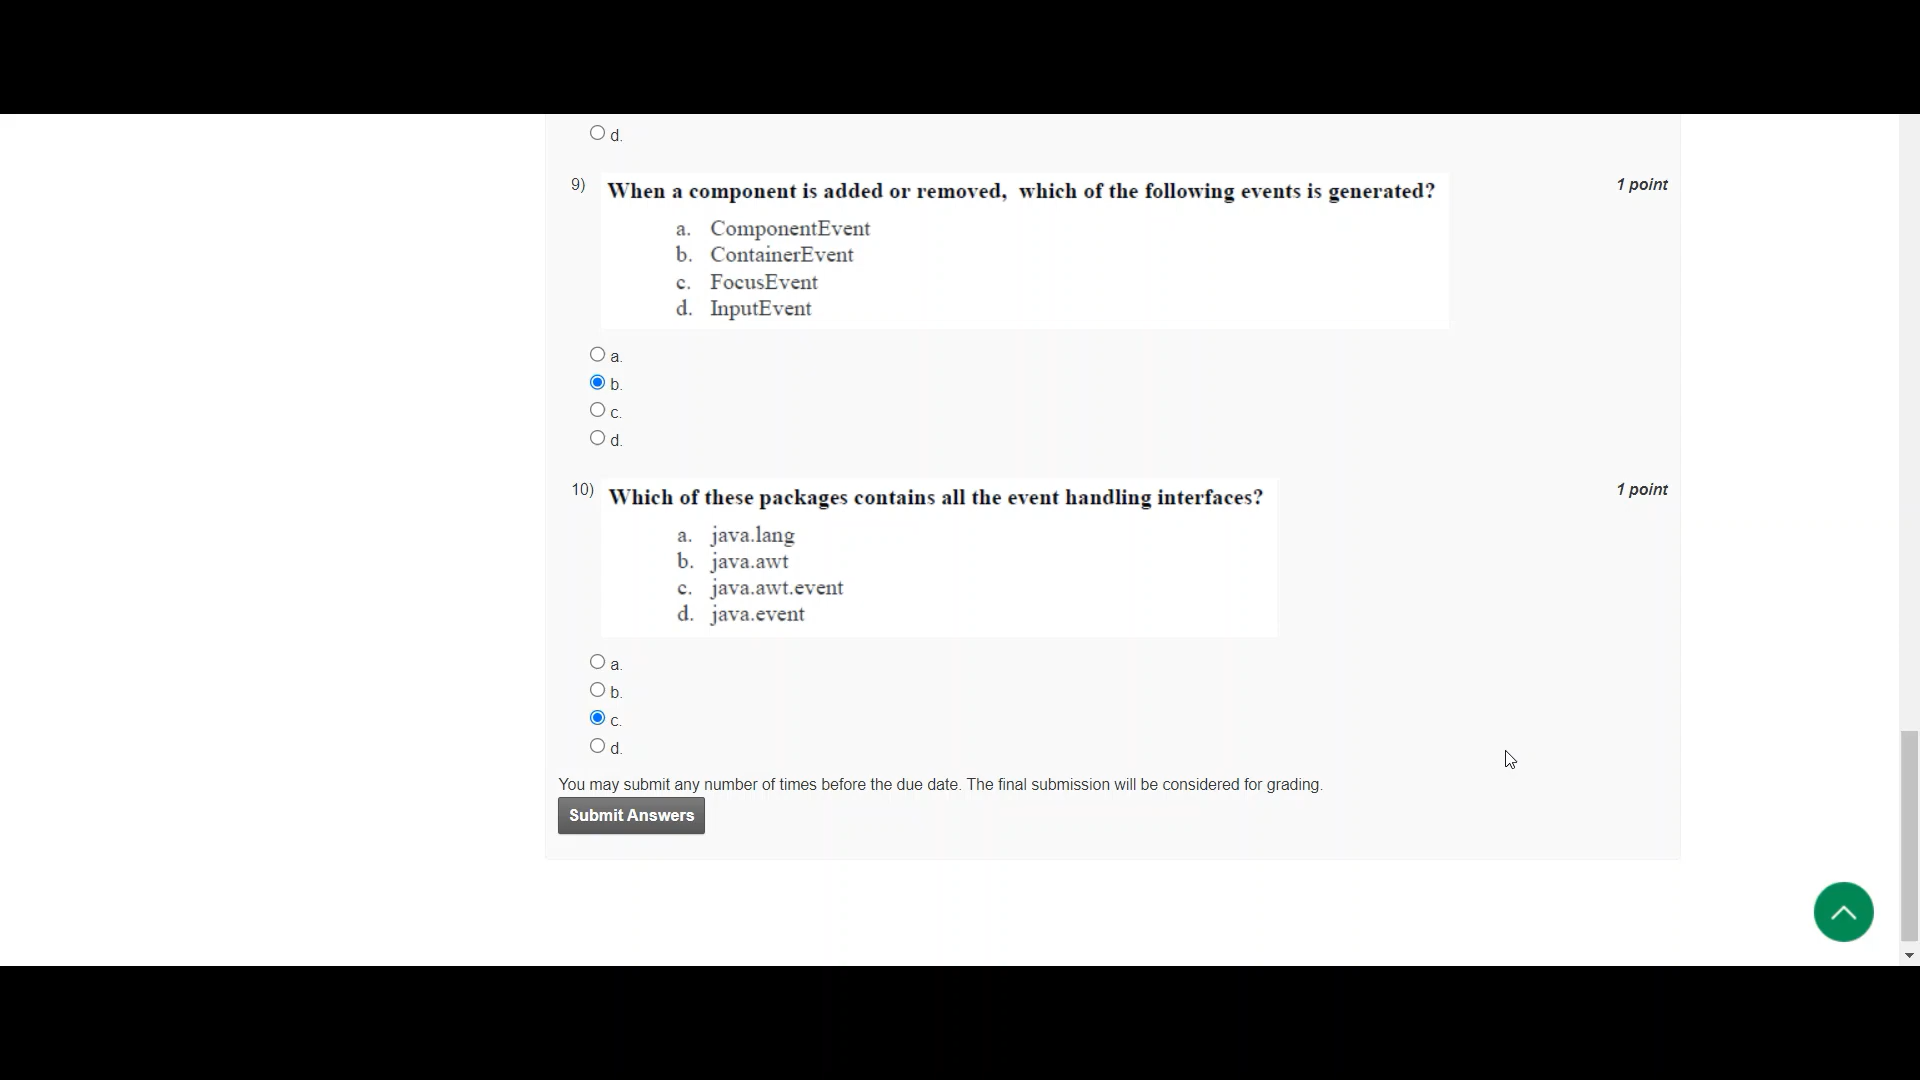 d.
9) When a component is added or removed, which of the following events is generated? 1 point
a. ComponentEvent
b. ContainerEvent
c. FocusEvent
d. InputEvent
a.
b.
c.
d.
10) Which of these packages contains all the event handling interfaces? 1 point
a. java.lang
b. java.awt
c. java.awt.event
d. java.event
a.
b.
c.
d.
You may submit any number of times before the due date. The final submission will be considered for grading.
Submit Answers